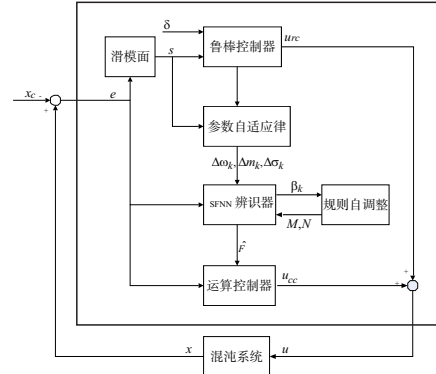 δ
鲁棒控制器
urc
滑模面
s
xc
-
+
e
参数自适应律
Δωk,Δmk,Δσk
SFNN 辨识器
βk
规则自调整
M,N
F̂
运算控制器
ucc
+
+
x
混沌系统
u